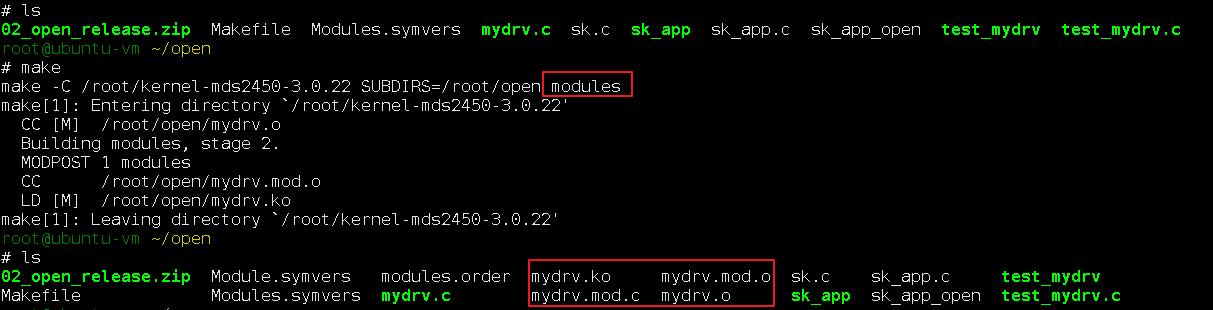 # ls
02_open_release.zip Makefile Modules.symvers mydrv.c sk.c sk_app sk_app.c sk_app_open test_mydrv test_mydrv.c
root@ubuntu-vm ~/open
# make
make -C /root/kernel-mds2450-3.0.22 SUBDIRS=/root/open modules
make[1]: Entering directory `/root/kernel-mds2450-3.0.22'
CC [M] /root/open/mydrv.o
Building modules, stage 2.
MODPOST 1 modules
CC /root/open/mydrv.mod.o
LD [M] /root/open/mydrv.ko
make[1]: Leaving directory `/root/kernel-mds2450-3.0.22'
root@ubuntu-vm ~/open
# ls
02_open_release.zip Module.symvers modules.order mydrv.ko mydrv.mod.o sk.c sk_app.c test_mydrv
Makefile Modules.symvers mydrv.c mydrv.mod.c mydrv.o sk_app sk_app_open test_mydrv.c